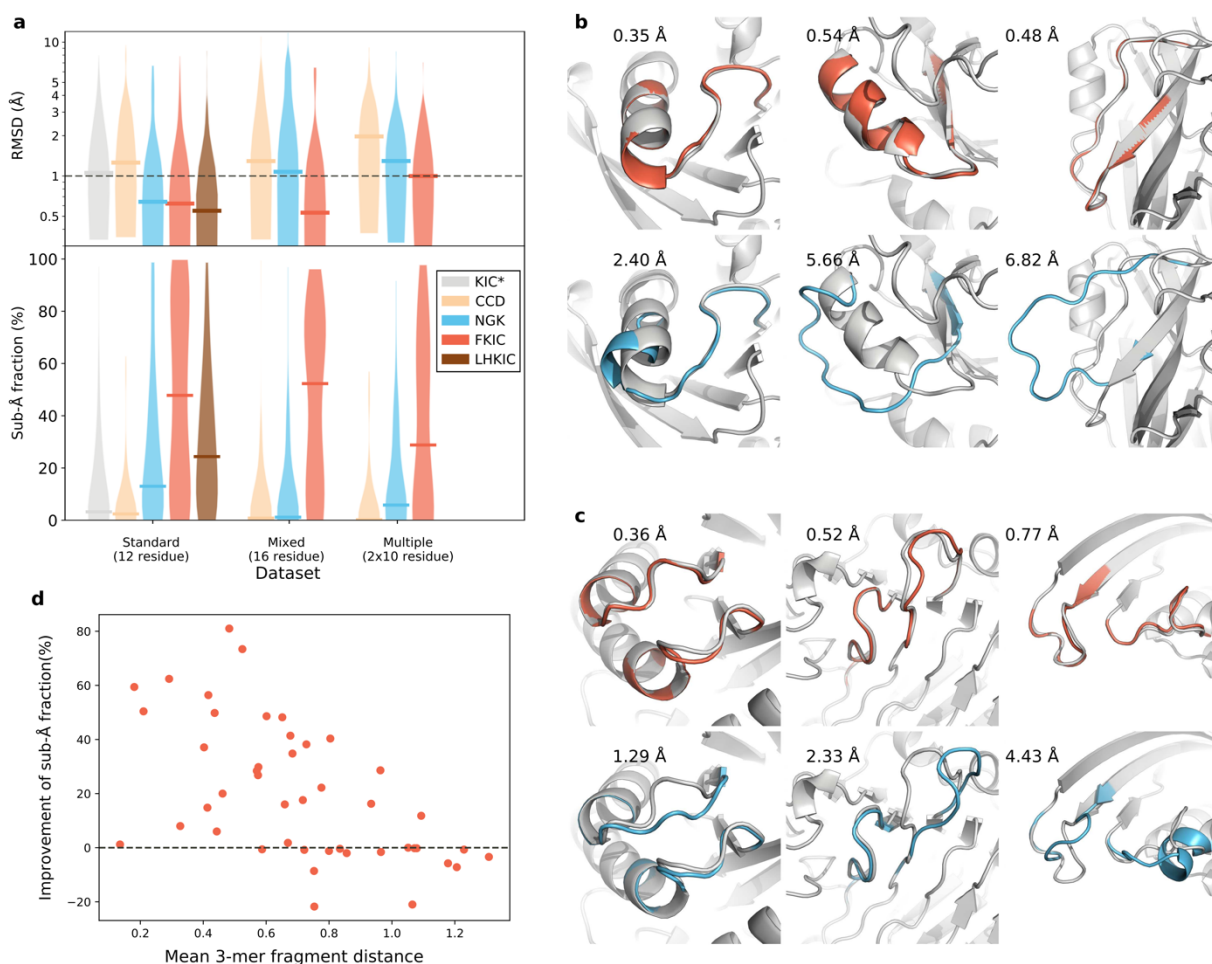 a
RMSD (Å)
10
5
4
3
2
1
0.5
Sub-Å fraction (%)
100
80
60
40
20
0
KIC*
CCD
NGK
FKIC
LHKIC
Standard
(12 residue)
Mixed
(16 residue)
Multiple
(2x10 residue)
Dataset
b
0.35 Å
0.54 Å
0.48 Å
2.40 Å
5.66 Å
6.82 Å
c
0.36 Å
0.52 Å
0.77 Å
1.29 Å
2.33 Å
4.43 Å
d
Improvement of sub-Å fraction(%)
80
60
40
20
0
−20
0.2
0.4
0.6
0.8
1.0
1.2
Mean 3-mer fragment distance